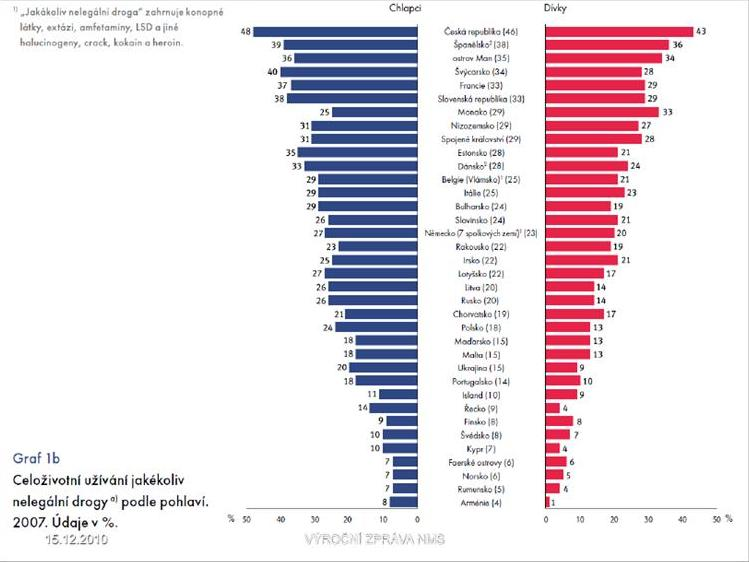 ¹⁾ „Jakákoliv nelegální droga" zahrnuje konopné
látky, extázi, amfetaminy, LSD a jiné
halucinogeny, crack, kokain a heroin.
Chlapci Dívky
48 Česká republika (46) 43
39 Španělsko² (38) 36
36 ostrov Man (35) 34
40 Švýcarsko (34) 28
37 Francie (33) 29
38 Slovenská republika (33) 29
25 Monako (29) 33
31 Nizozemsko (29) 27
31 Spojené království (29) 28
35 Estonsko (28) 21
33 Dánsko² (28) 24
29 Belgie (Vlámsko)¹ (25) 21
29 Itálie (25) 23
29 Bulharsko (24) 19
26 Slovinsko (24) 21
27 Německo (7 spolkových zemí)¹ (23) 20
23 Rakousko (22) 19
25 Irsko (22) 21
27 Lotyšsko (22) 17
26 Litva (20) 14
26 Rusko (20) 14
21 Chorvatsko (19) 17
24 Polsko (18) 13
18 Maďarsko (15) 13
18 Malta (15) 13
20 Ukrajina (15) 9
18 Portugalsko (14) 10
11 Island (10) 9
14 Řecko (9) 4
9 Finsko (8) 8
10 Švédsko (8) 7
10 Kypr (7) 4
7 Faerské ostrovy (6) 6
7 Norsko (6) 5
7 Rumunsko (5) 4
8 Arménie (4) 1
% 50 40 30 20 10 0 0 10 20 30 40 50 %
Graf 1b
Celoživotní užívání jakékoliv
nelegální drogy ᵃ⁾ podle pohlaví.
2007. Údaje v %.
15.12.2010
VÝROČNÍ ZPRÁVA NMS